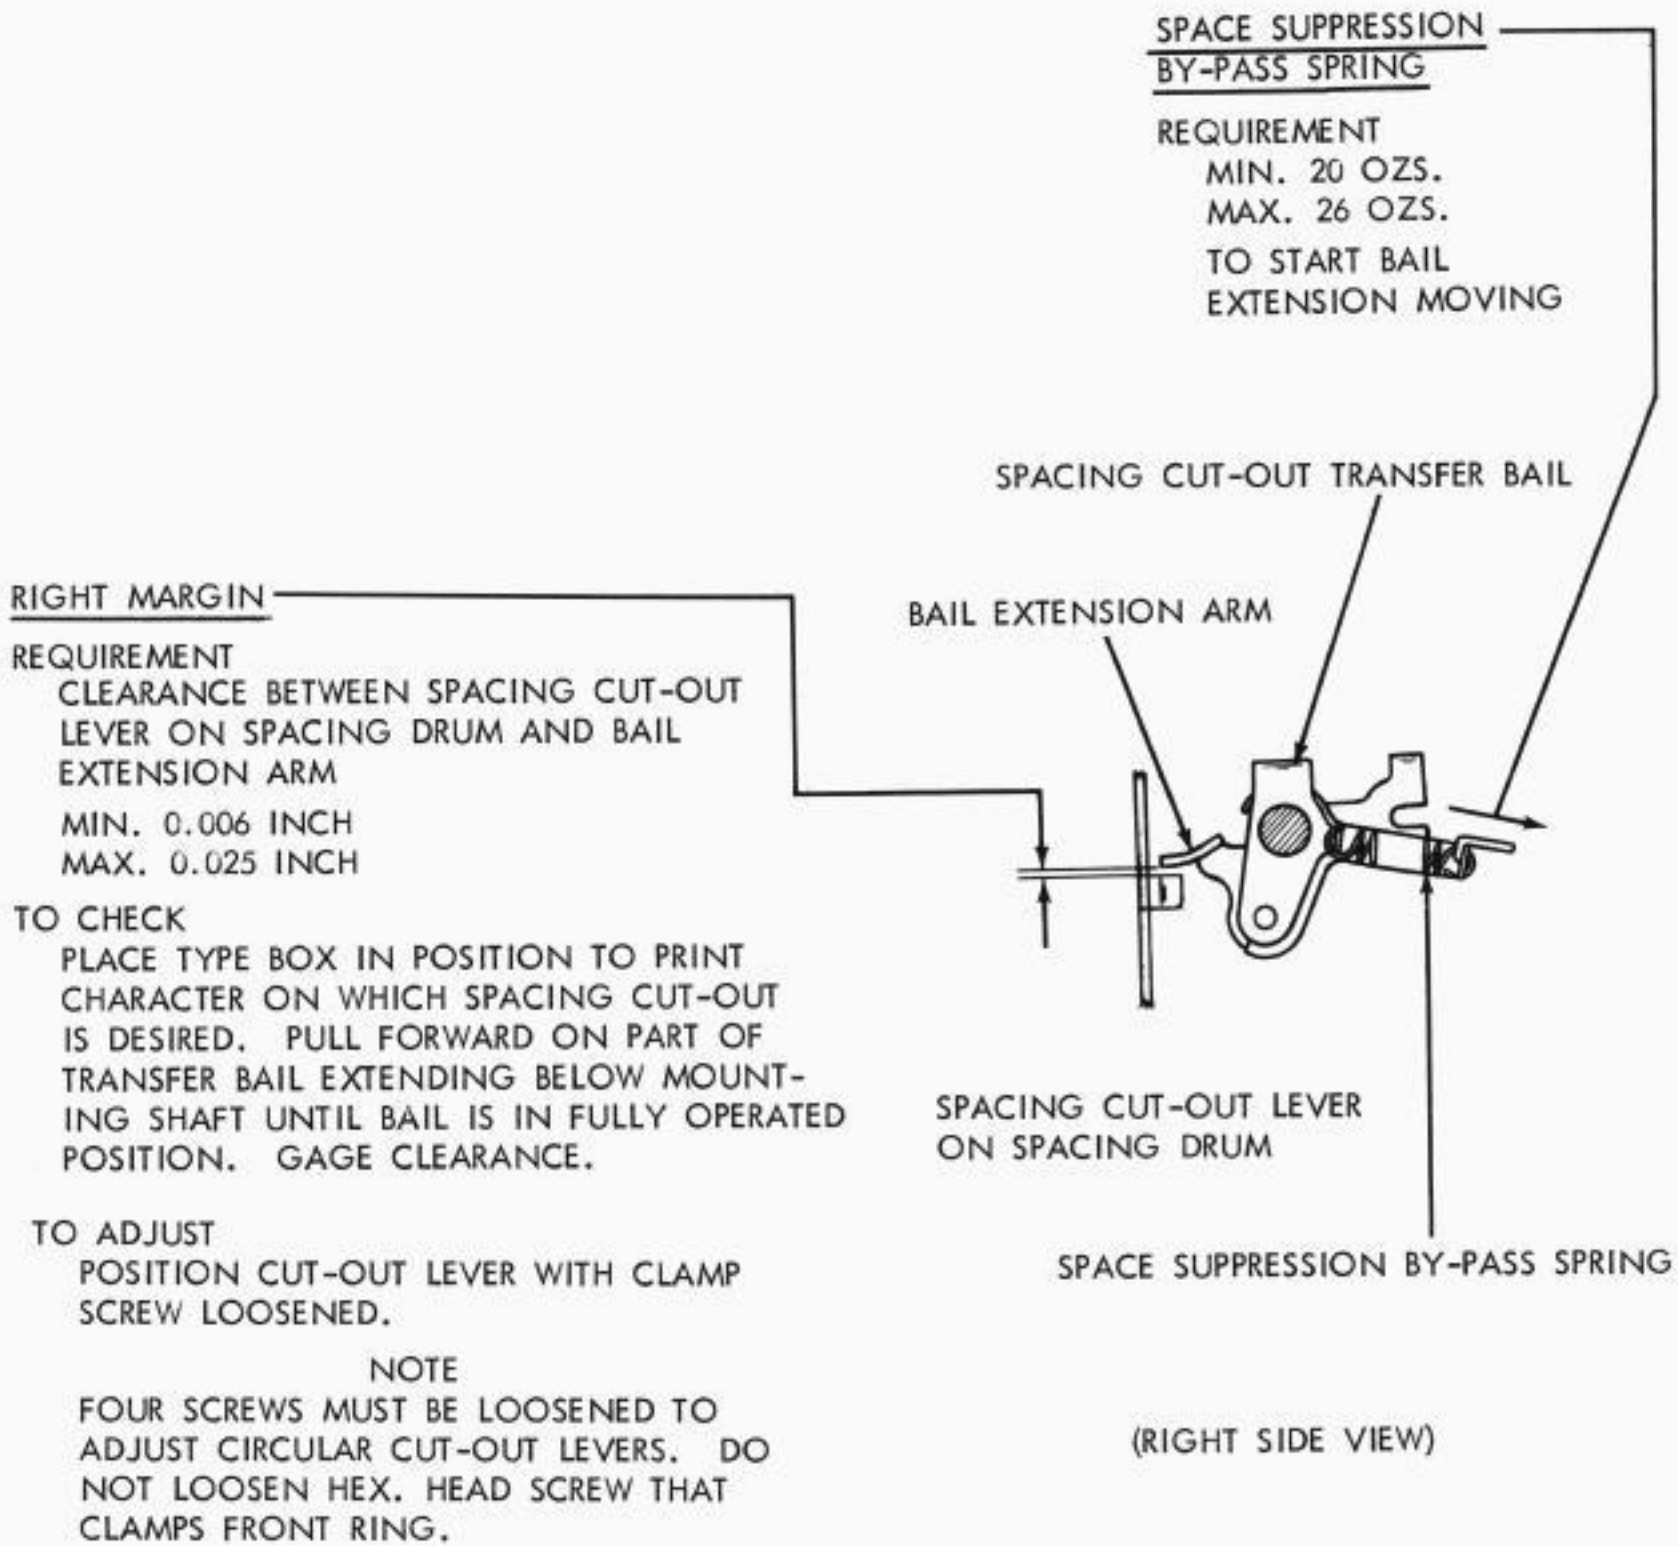 SPACE SUPPRESSION
BY-PASS SPRING
REQUIREMENT
MIN. 20 OZS.
MAX. 26 OZS.
TO START BAIL
EXTENSION MOVING
SPACING CUT-OUT TRANSFER BAIL
BAIL EXTENSION ARM
RIGHT MARGIN
REQUIREMENT
CLEARANCE BETWEEN SPACING CUT-OUT
LEVER ON SPACING DRUM AND BAIL
EXTENSION ARM
MIN. 0.006 INCH
MAX. 0.025 INCH
TO CHECK
PLACE TYPE BOX IN POSITION TO PRINT
CHARACTER ON WHICH SPACING CUT-OUT
IS DESIRED. PULL FORWARD ON PART OF
TRANSFER BAIL EXTENDING BELOW MOUNT-
ING SHAFT UNTIL BAIL IS IN FULLY OPERATED
POSITION. GAGE CLEARANCE.
TO ADJUST
POSITION CUT-OUT LEVER WITH CLAMP
SCREW LOOSENED.
NOTE
FOUR SCREWS MUST BE LOOSENED TO
ADJUST CIRCULAR CUT-OUT LEVERS. DO
NOT LOOSEN HEX. HEAD SCREW THAT
CLAMPS FRONT RING.
SPACING CUT-OUT LEVER
ON SPACING DRUM
SPACE SUPPRESSION BY-PASS SPRING
(RIGHT SIDE VIEW)